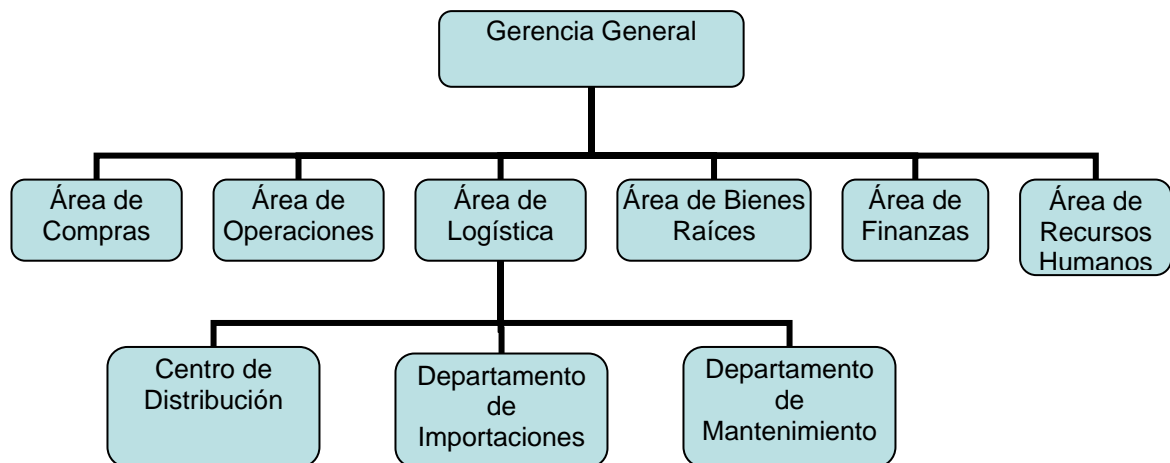 Gerencia General
Área de
Compras
Área de
Operaciones
Área de
Logística
Área de Bienes
Raíces
Área de
Finanzas
Área de
Recursos
Humanos
Centro de
Distribución
Departamento
de
Importaciones
Departamento
de
Mantenimiento